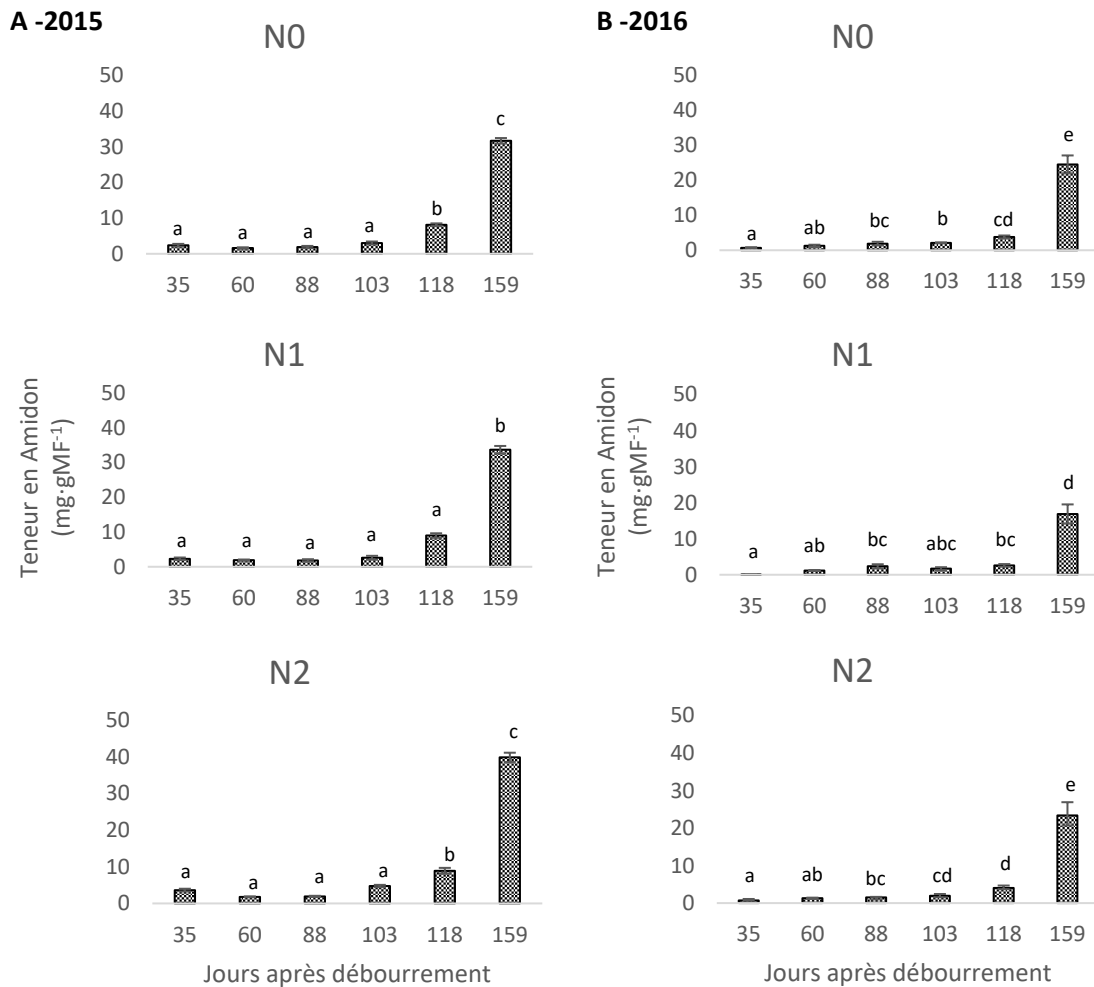 A -2015
N0
50
40
30
20
10
0
a a a a b c
35 60 88 103 118 159
N1
50
40
30
20
10
0
a a a a a b
35 60 88 103 118 159
Teneur en Amidon
(mg·gMF⁻¹)
N2
50
40
30
20
10
0
a a a a b c
35 60 88 103 118 159
Jours après débourrement
B -2016
N0
50
40
30
20
10
0
a ab bc b cd e
35 60 88 103 118 159
N1
50
40
30
20
10
0
a ab bc abc bc d
35 60 88 103 118 159
Teneur en Amidon
(mg·gMF⁻¹)
N2
50
40
30
20
10
0
a ab bc cd d e
35 60 88 103 118 159
Jours après débourrement